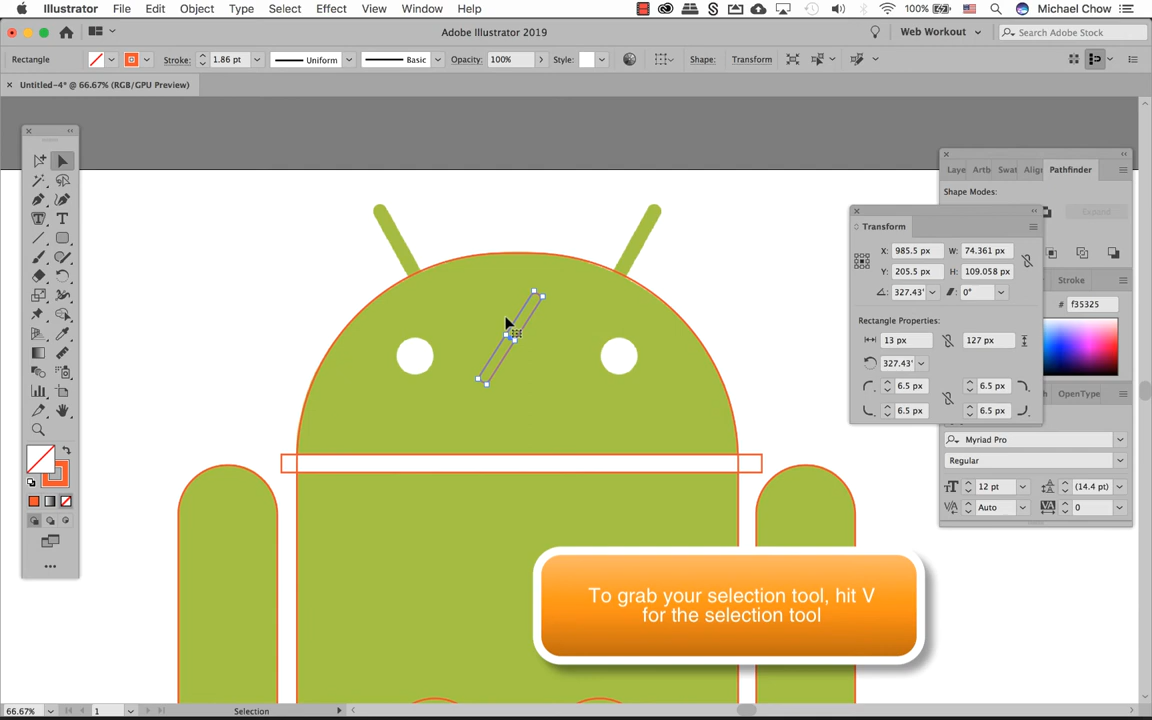 Illustrator File Edit Object Type Select Effect View Window Help 100% Michael Chow
Adobe Illustrator 2019 Web Workout Search Adobe Stock
Rectangle Stroke: 1.86 pt Uniform Basic Opacity: 100% Style: Shape: Transform
Untitled-4* @ 66.67% (RGB/GPU Preview)
Laye Artb Swat Alig Pathfinder
Shape Modes:
Expand
Transform
X: 985.5 px W: 74.361 px
Y: 205.5 px H: 109.058 px
327.43° 0°
Rectangle Properties:
13 px 127 px
327.43°
6.5 px 6.5 px
6.5 px 6.5 px
Stroke
# f35325
OpenType
Myriad Pro
Regular
12 pt (14.4 pt)
Auto 0
To grab your selection tool, hit V
for the selection tool
66.67% 1 Selection